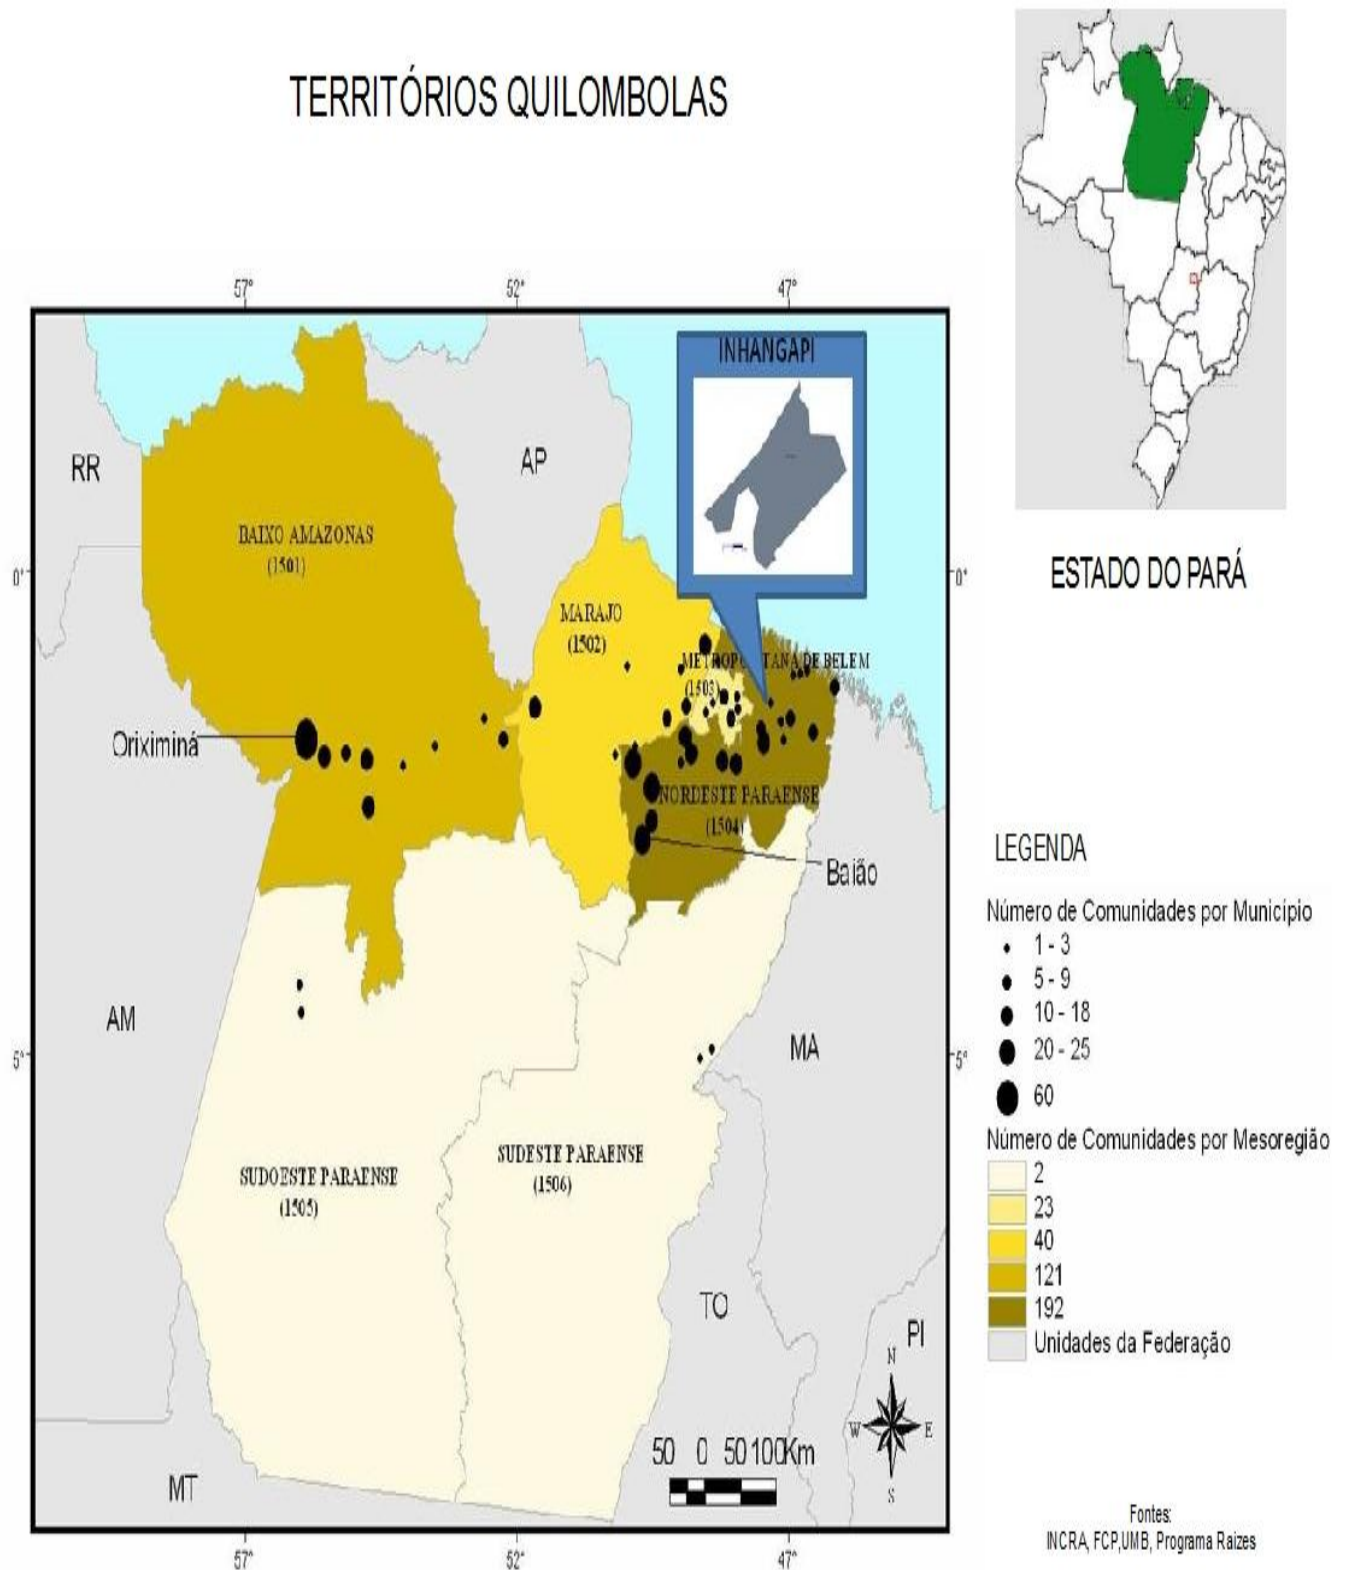 TERRITÓRIOS QUILOMBOLAS
57°
52°
47°
INHANGAPI
RR
AP
BAIXO AMAZONAS
(1501)
0°
0°
ESTADO DO PARÁ
MARAJO
(1502)
METROPOLITANA DE BELEM
(1503)
Oriximiná
NORDESTE PARAENSE
(1504)
Baião
AM
MA
5°
5°
SUDOESTE PARAENSE
(1505)
SUDESTE PARAENSE
(1506)
TO
PI
MT
N
W
E
S
50 0 50 100Km
57°
52°
47°
LEGENDA
Número de Comunidades por Município
1 - 3
5 - 9
10 - 18
20 - 25
60
Número de Comunidades por Mesoregião
2
23
40
121
192
Unidades da Federação
Fontes:
INCRA, FCP,UMB, Programa Raizes